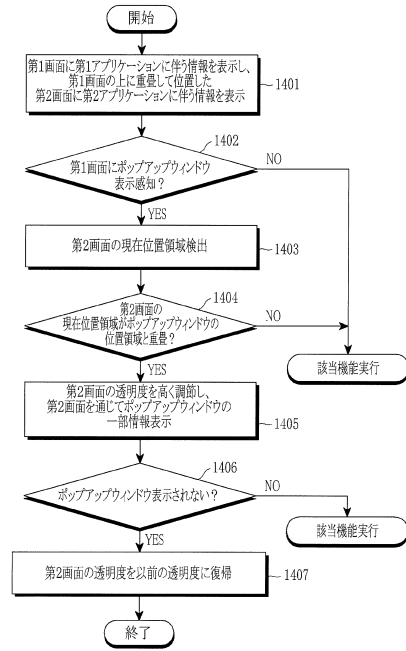 開始
第1画面に第1アプリケーションに伴う情報を表示し、
第1画面の上に重畳して位置した
第2画面に第2アプリケーションに伴う情報を表示
1401
1402
第1画面にポップアップウィンドウ
表示感知?
NO
YES
第2画面の現在位置領域検出
1403
1404
第2画面の
現在位置領域がポップアップウィンドウの
位置領域と重畳?
NO
YES
該当機能実行
第2画面の透明度を高く調節し、
第2画面を通じてポップアップウィンドウの
一部情報表示
1405
1406
ポップアップウィンドウ表示されない?
NO
YES
該当機能実行
第2画面の透明度を以前の透明度に復帰
1407
終了